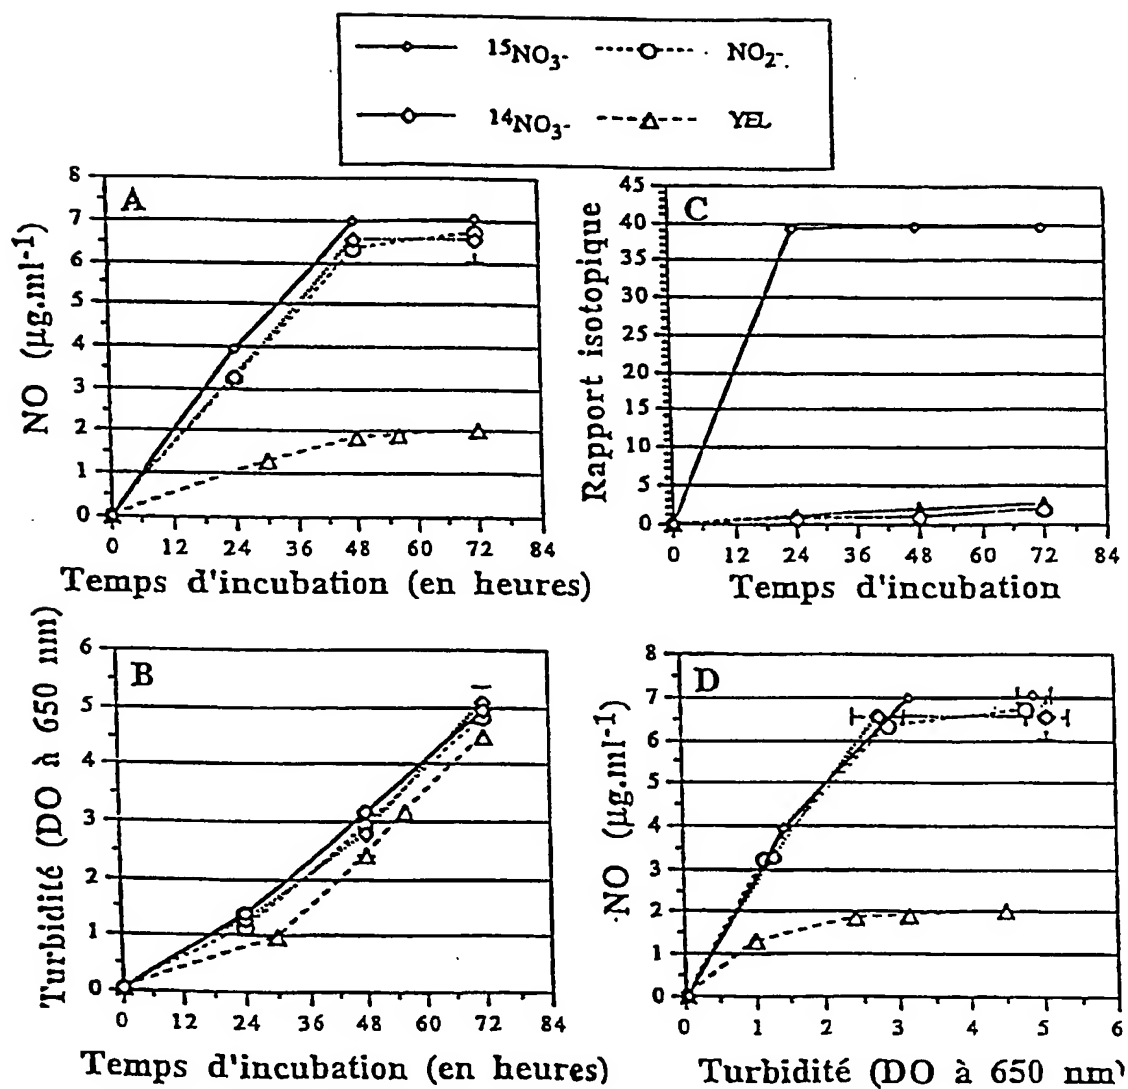 15NO3- NO2-
14NO3- YEL
A
8
7
6
5
4
3
2
1
0
NO (µg.ml-1)
0 12 24 36 48 60 72 84
Temps d'incubation (en heures)
C
45
40
35
30
25
20
15
10
5
0
Rapport isotopique
0 12 24 36 48 60 72 84
Temps d'incubation
B
6
5
4
3
2
1
0
Turbidité (DO à 650 nm)
0 12 24 36 48 60 72 84
Temps d'incubation (en heures)
D
8
7
6
5
4
3
2
1
0
NO (µg.ml-1)
0 1 2 3 4 5 6
Turbidité (DO à 650 nm)